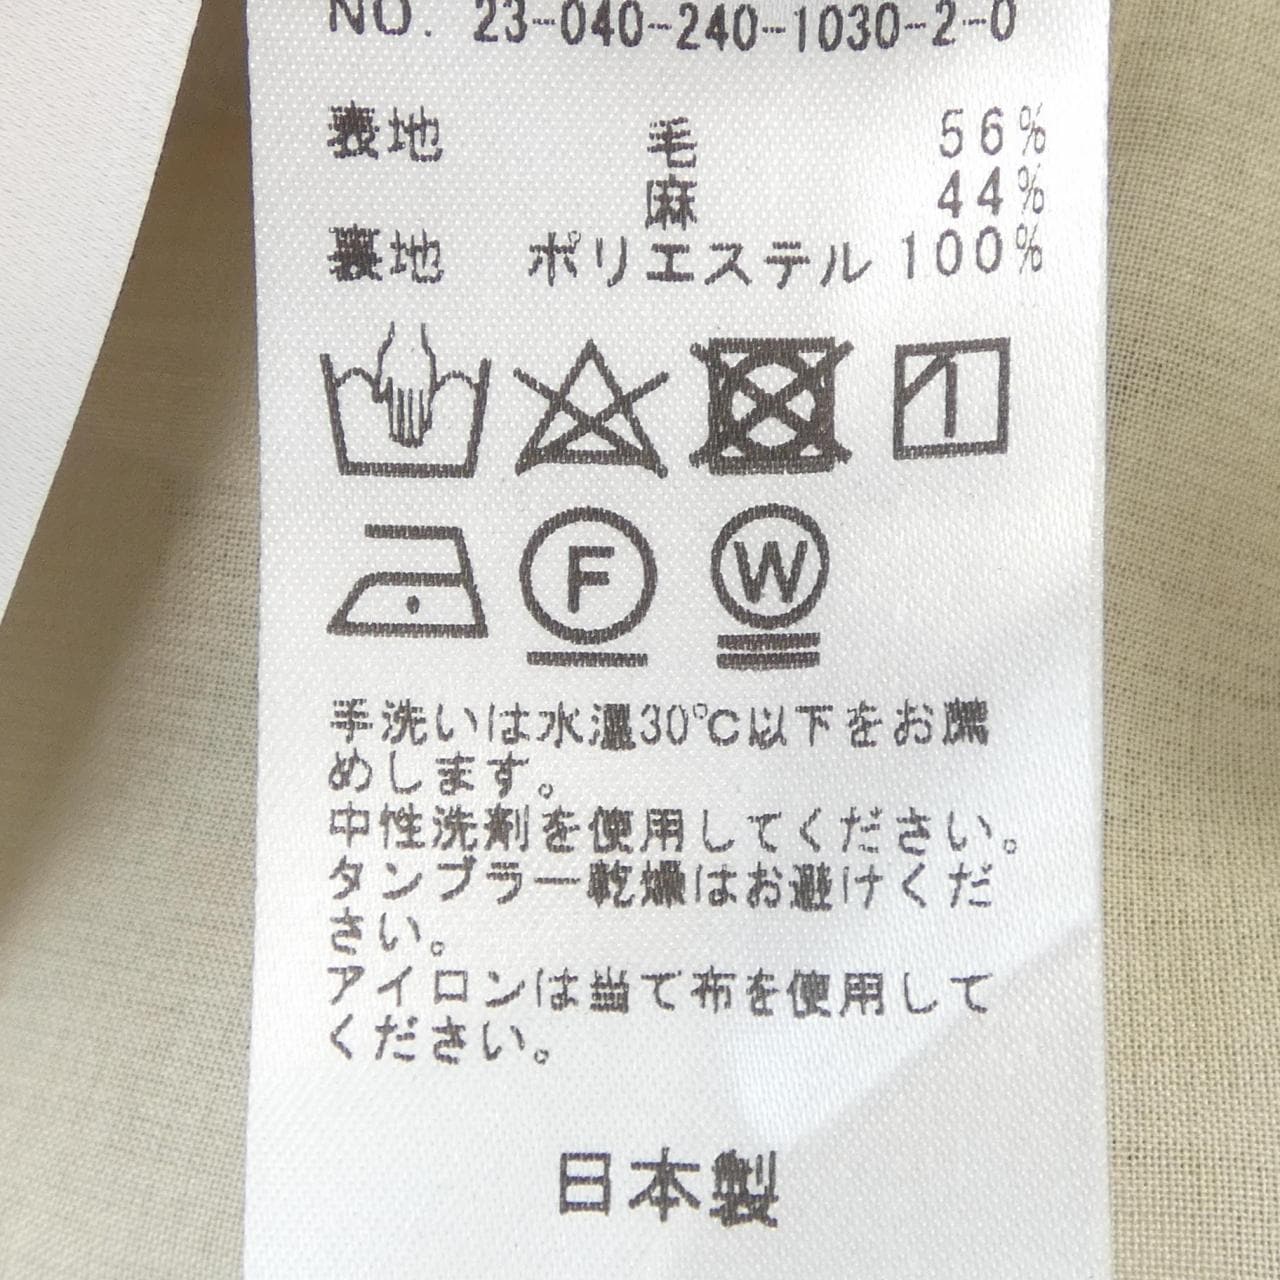 NO. 23-040-240-1030-2-0
表地 毛 56%
麻 44%
裏地 ポリエステル 100%
F W
手洗いは水温30℃以下をお薦
めします。
中性洗剤を使用してください。
タンブラー乾燥はお避けくだ
さい。
アイロンは当て布を使用して
ください。
日本製